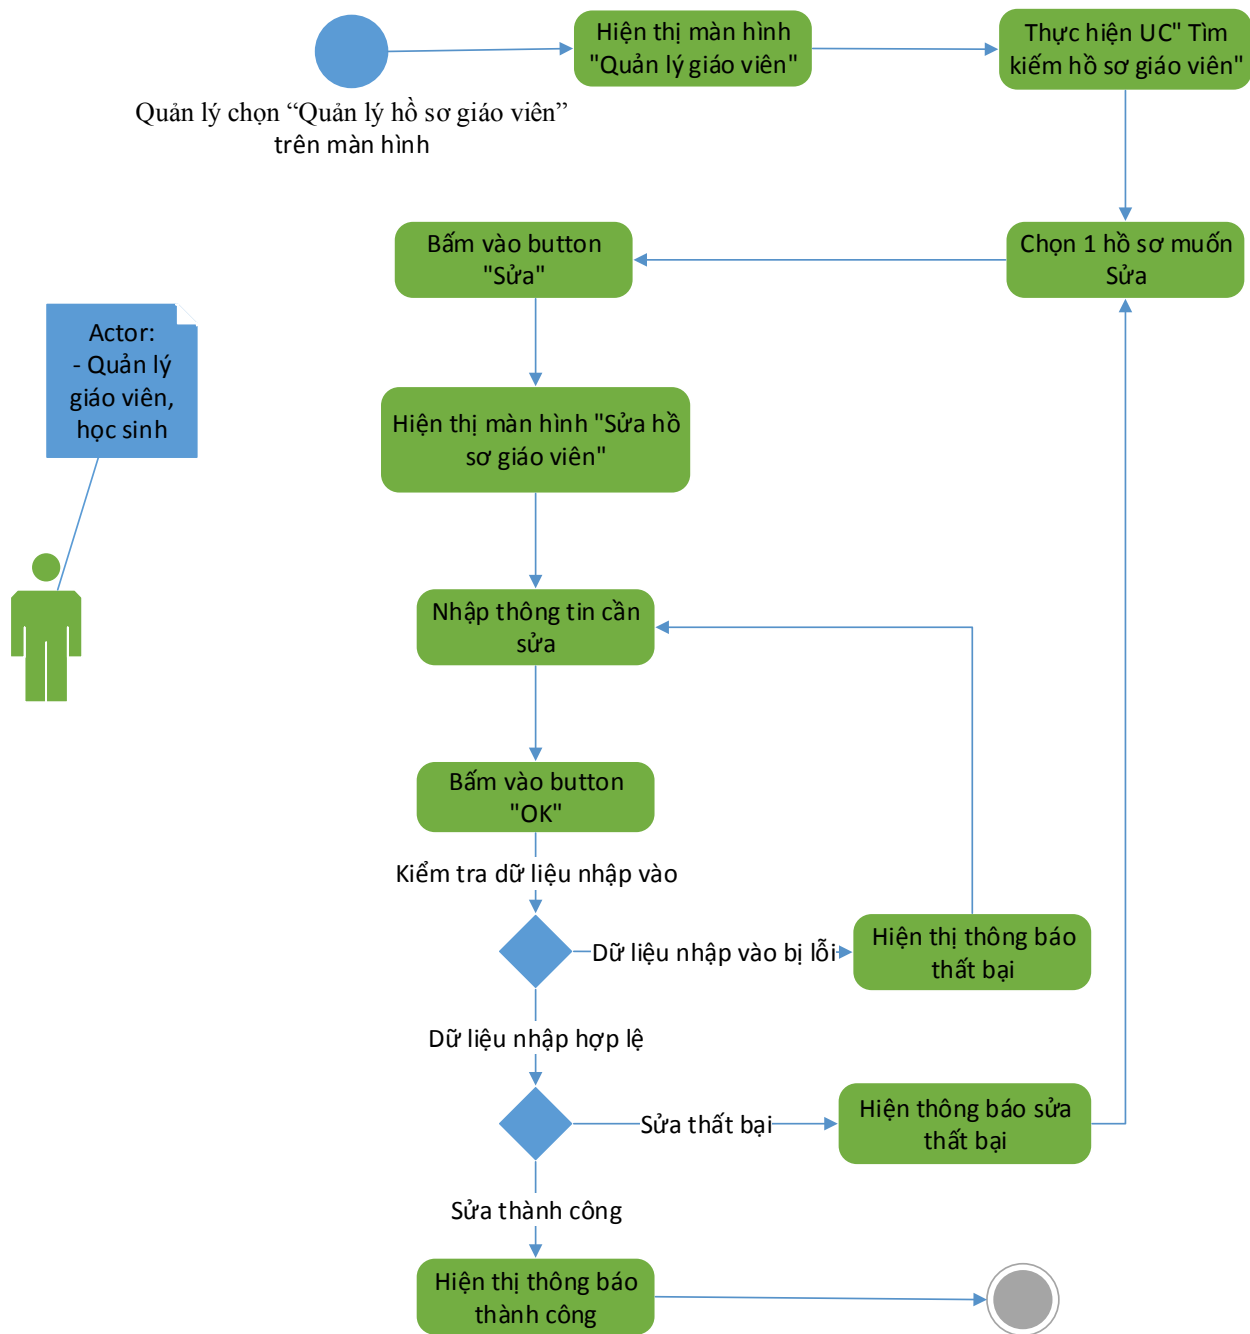 Hiện thị màn hình
"Quản lý giáo viên"
Thực hiện UC" Tìm
kiếm hồ sơ giáo viên"
Quản lý chọn “Quản lý hồ sơ giáo viên”
trên màn hình
Bấm vào button
"Sửa"
Chọn 1 hồ sơ muốn
Sửa
Actor:
- Quản lý
giáo viên,
học sinh
Hiện thị màn hình "Sửa hồ
sơ giáo viên"
Nhập thông tin cần
sửa
Bấm vào button
"OK"
Kiểm tra dữ liệu nhập vào
Dữ liệu nhập vào bị lỗi
Hiện thị thông báo
thất bại
Dữ liệu nhập hợp lệ
Sửa thất bại
Hiện thông báo sửa
thất bại
Sửa thành công
Hiện thị thông báo
thành công